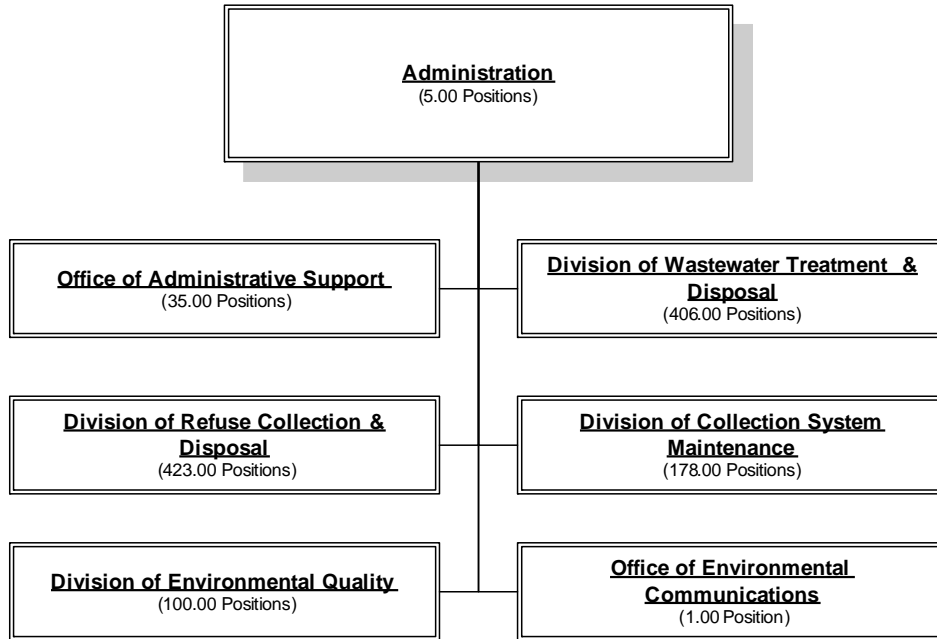 Administration
(5.00 Positions)
Office of Administrative Support
(35.00 Positions)
Division of Wastewater Treatment &
Disposal
(406.00 Positions)
Division of Refuse Collection &
Disposal
(423.00 Positions)
Division of Collection System
Maintenance
(178.00 Positions)
Division of Environmental Quality
(100.00 Positions)
Office of Environmental
Communications
(1.00 Position)